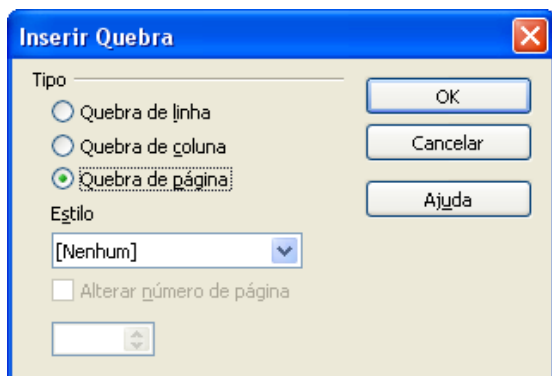 Inserir Quebra
Tipo
Quebra de linha
Quebra de coluna
Quebra de página
Estilo
[Nenhum]
Alterar número de página
OK
Cancelar
Ajuda